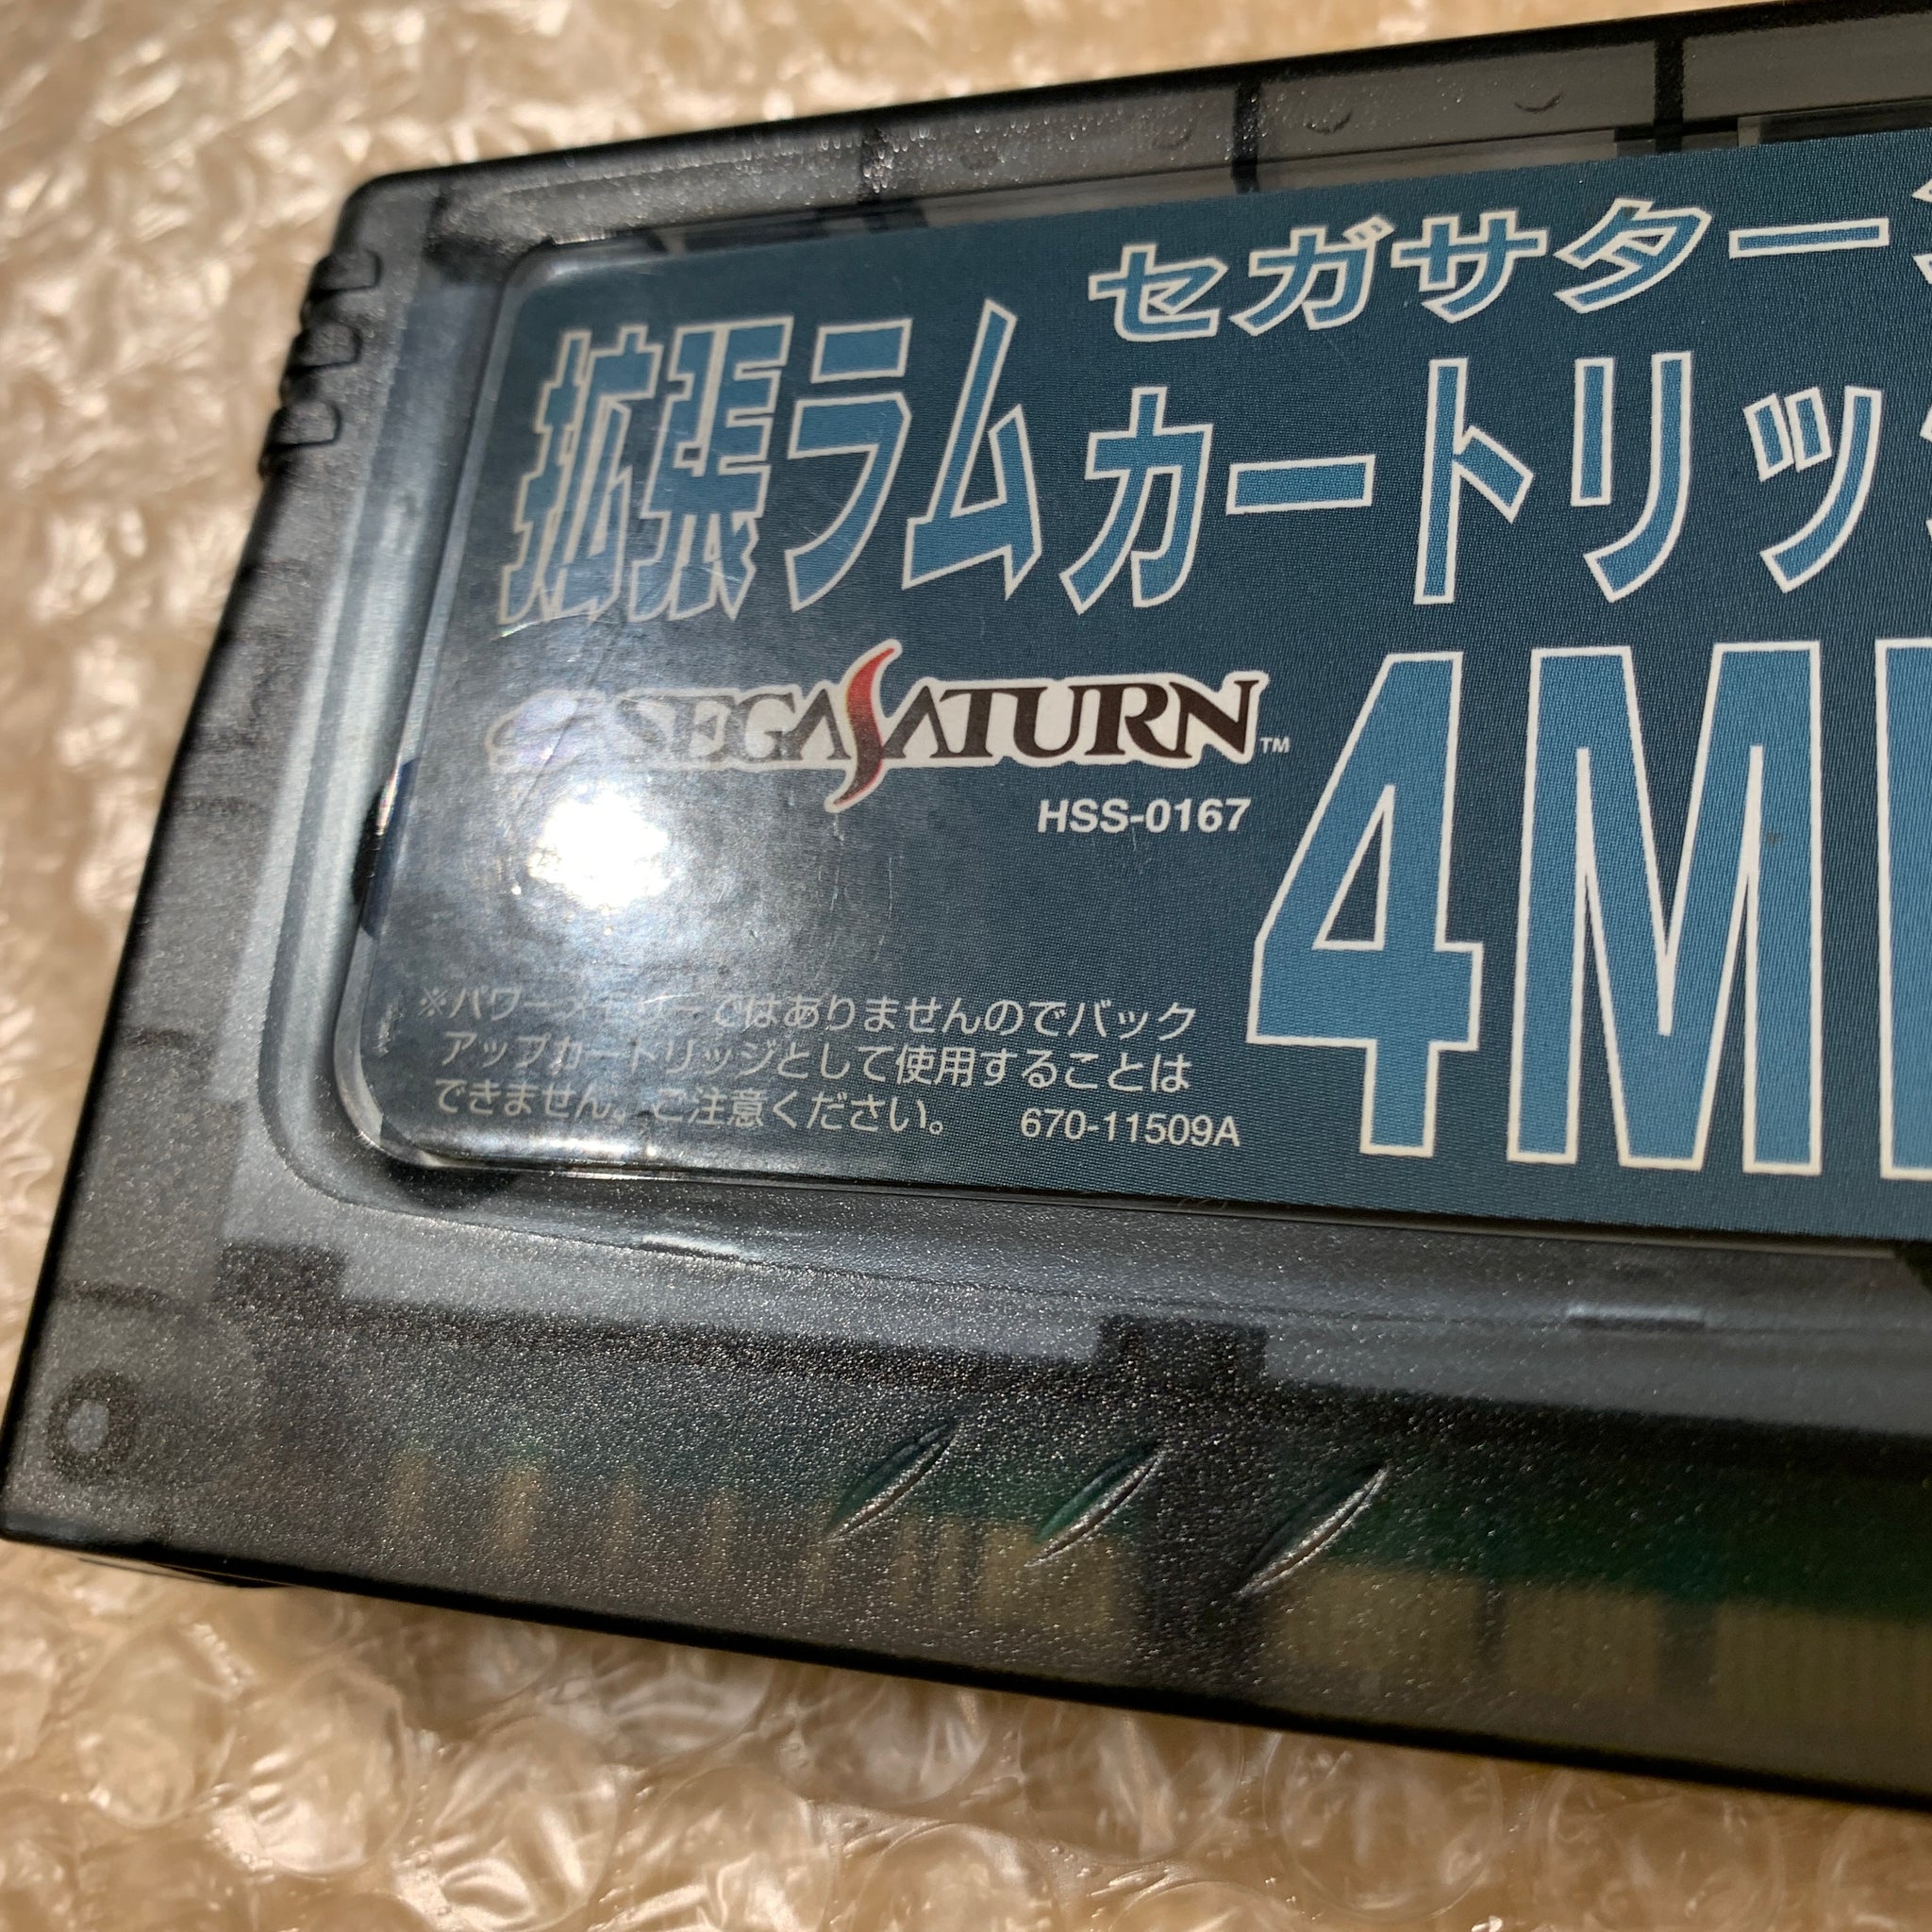 セガサターン
拡張ラムカートリッ
SEGASATURN™
HSS-0167
4M
※パワーメモリーではありませんのでバック
アップカートリッジとして使用することは
できません。ご注意ください。 670-11509A